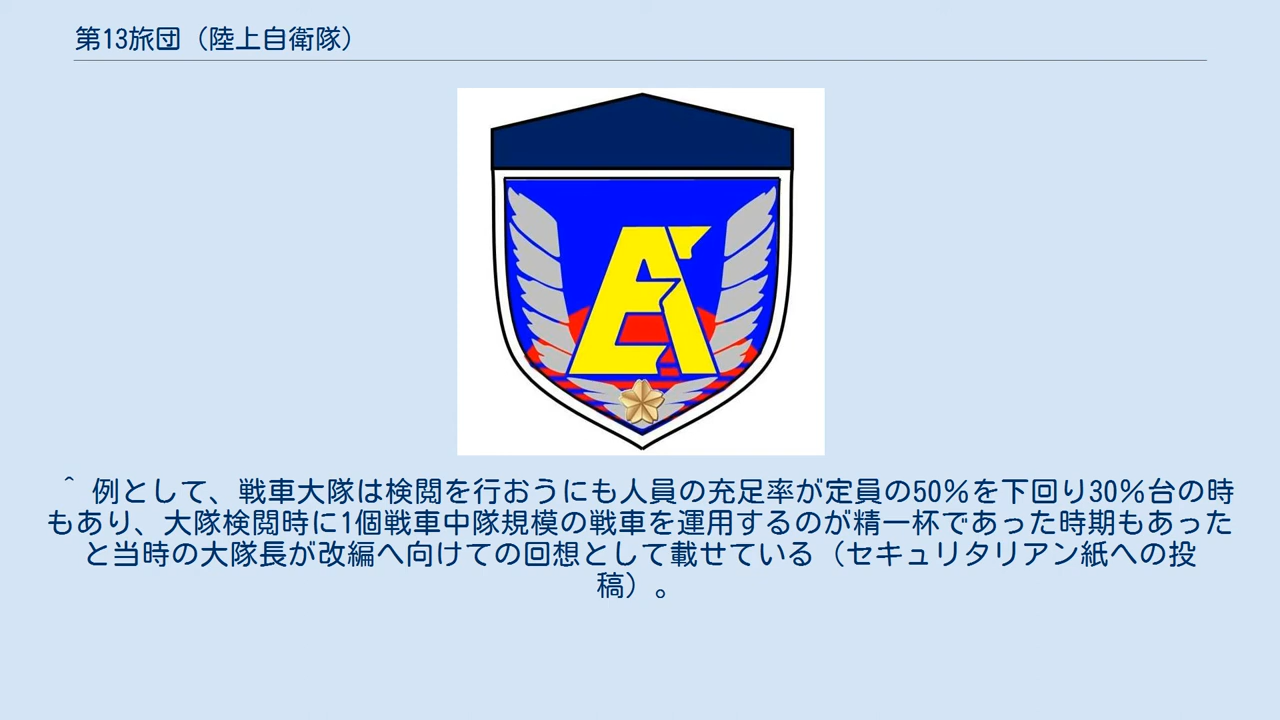 第13旅団（陸上自衛隊）
^ 例として、戦車大隊は検閲を行おうにも人員の充足率が定員の50％を下回り30％台の時
もあり、大隊検閲時に1個戦車中隊規模の戦車を運用するのが精一杯であった時期もあった
と当時の大隊長が改編へ向けての回想として載せている（セキュリタリアン紙への投
稿）。